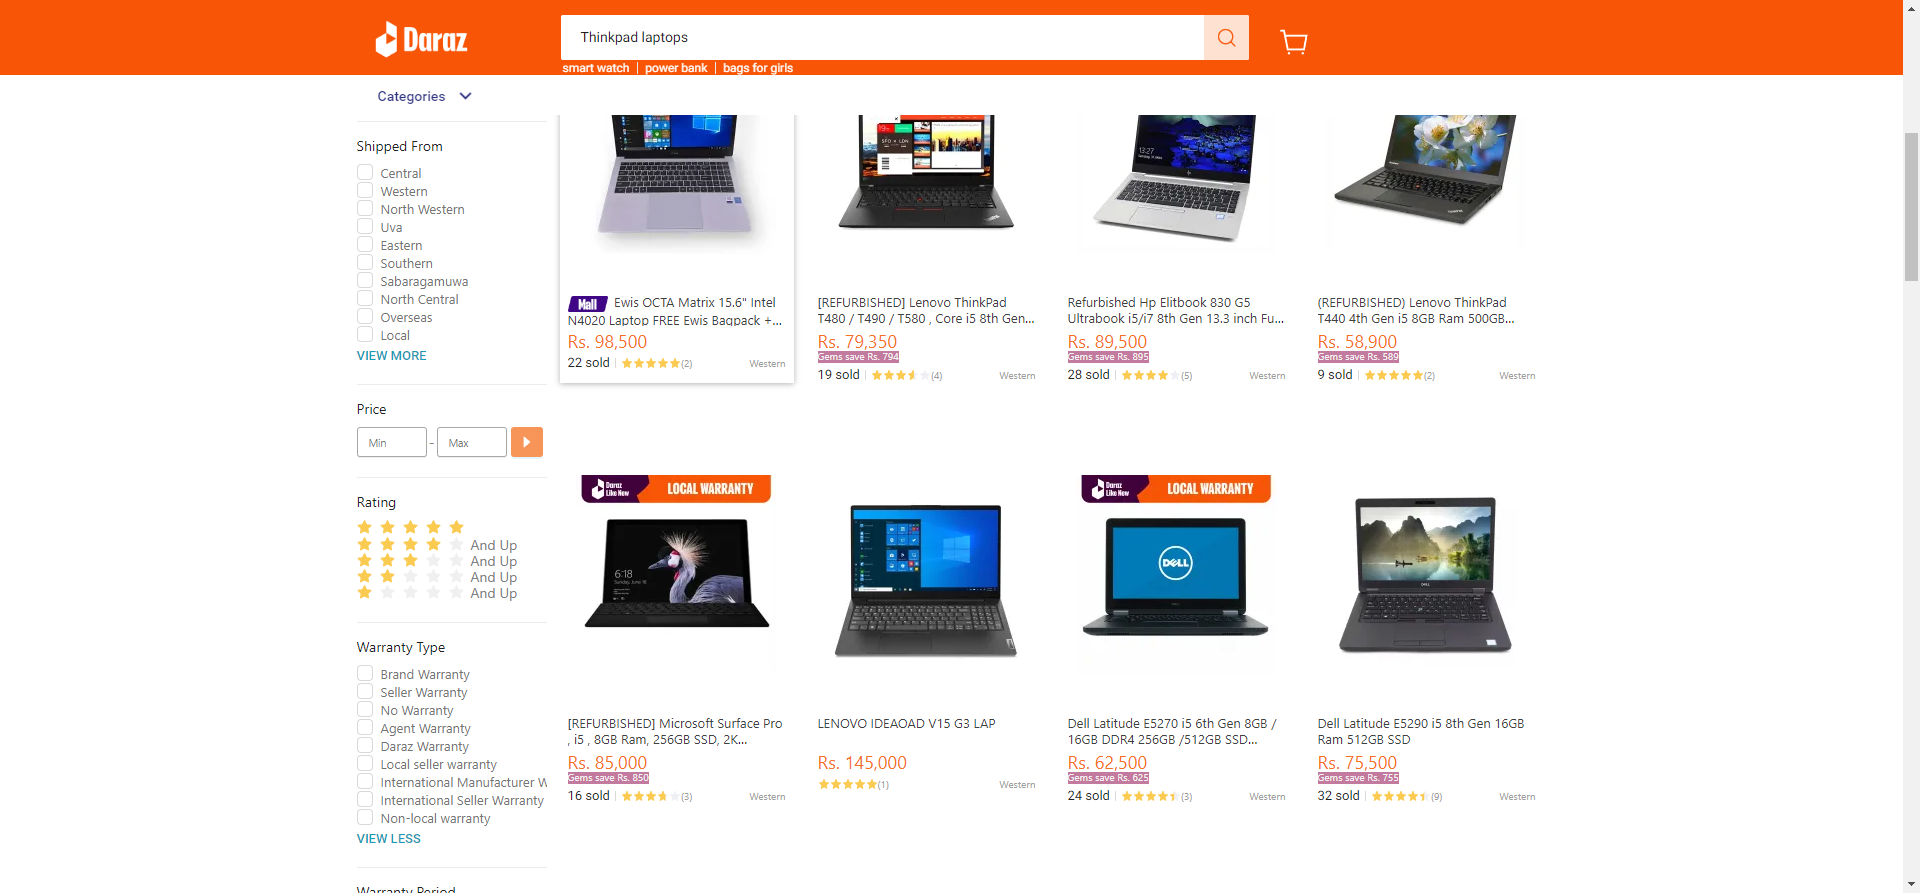 Daraz
Thinkpad laptops
smart watch
power bank
bags for girls
Categories
Shipped From
Central
Western
North Western
Uva
Eastern
Southern
Sabaragamuwa
North Central
Overseas
Local
VIEW MORE
Price
Min - Max
Rating
And Up
And Up
And Up
And Up
Warranty Type
Brand Warranty
Seller Warranty
No Warranty
Agent Warranty
Daraz Warranty
Local seller warranty
International Manufacturer W
International Seller Warranty
Non-local warranty
VIEW LESS
Warranty Period
Mall Ewis OCTA Matrix 15.6" Intel
N4020 Laptop FREE Ewis Bagpack +...
Rs. 98,500
22 sold (2) Western
[REFURBISHED] Lenovo ThinkPad
T480 / T490 / T580 , Core i5 8th Gen...
Rs. 79,350
Gems save Rs. 794
19 sold (4) Western
13:27
Refurbished Hp Elitbook 830 G5
Ultrabook i5/i7 8th Gen 13.3 inch Fu...
Rs. 89,500
Gems save Rs. 895
28 sold (5) Western
(REFURBISHED) Lenovo ThinkPad
T440 4th Gen i5 8GB Ram 500GB...
Rs. 58,900
Gems save Rs. 589
9 sold (2) Western
Daraz
Like New
LOCAL WARRANTY
6:18
[REFURBISHED] Microsoft Surface Pro
, i5 , 8GB Ram, 256GB SSD, 2K...
Rs. 85,000
Gems save Rs. 850
16 sold (3) Western
LENOVO IDEAOAD V15 G3 LAP
Rs. 145,000
(1) Western
Daraz
Like New
LOCAL WARRANTY
DELL
Dell Latitude E5270 i5 6th Gen 8GB /
16GB DDR4 256GB /512GB SSD...
Rs. 62,500
Gems save Rs. 625
24 sold (3) Western
DELL
Dell Latitude E5290 i5 8th Gen 16GB
Ram 512GB SSD
Rs. 75,500
Gems save Rs. 755
32 sold (9) Western